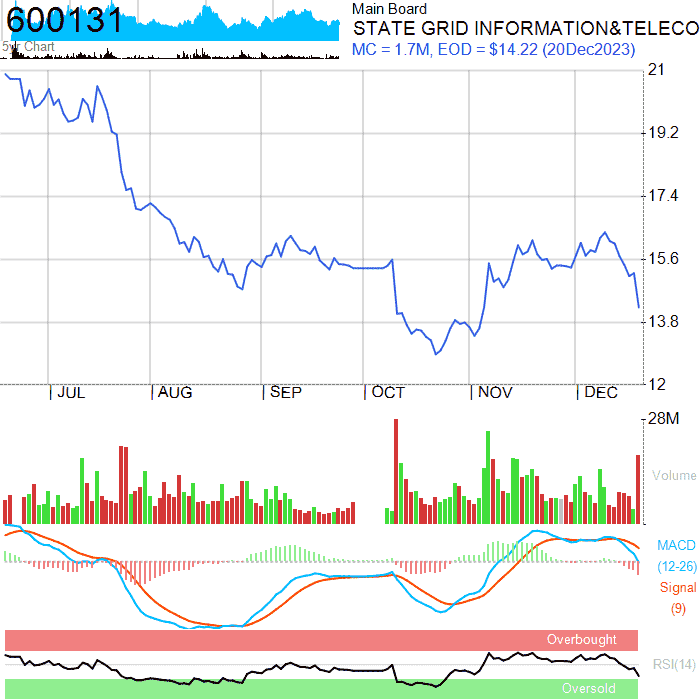 600131
5yr Chart
Main Board
STATE GRID INFORMATION&TELECO
MC = 1.7M, EOD = $14.22 (20Dec2023)
21
19.2
17.4
15.6
13.8
12
JUL AUG SEP OCT NOV DEC
28M
Volume
MACD
(12-26)
Signal
(9)
Overbought
RSI(14)
Oversold